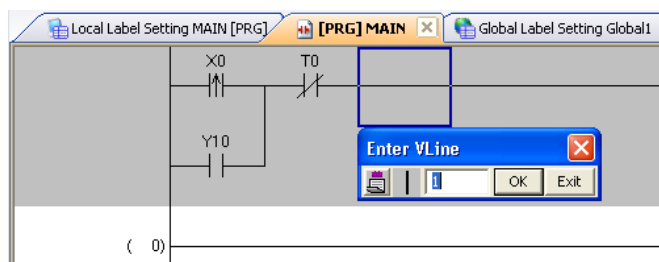 Local Label Setting MAIN [PRG] [PRG] MAIN Global Label Setting Global1
X0 T0
Y10
Enter VLine
1 OK Exit
( 0)